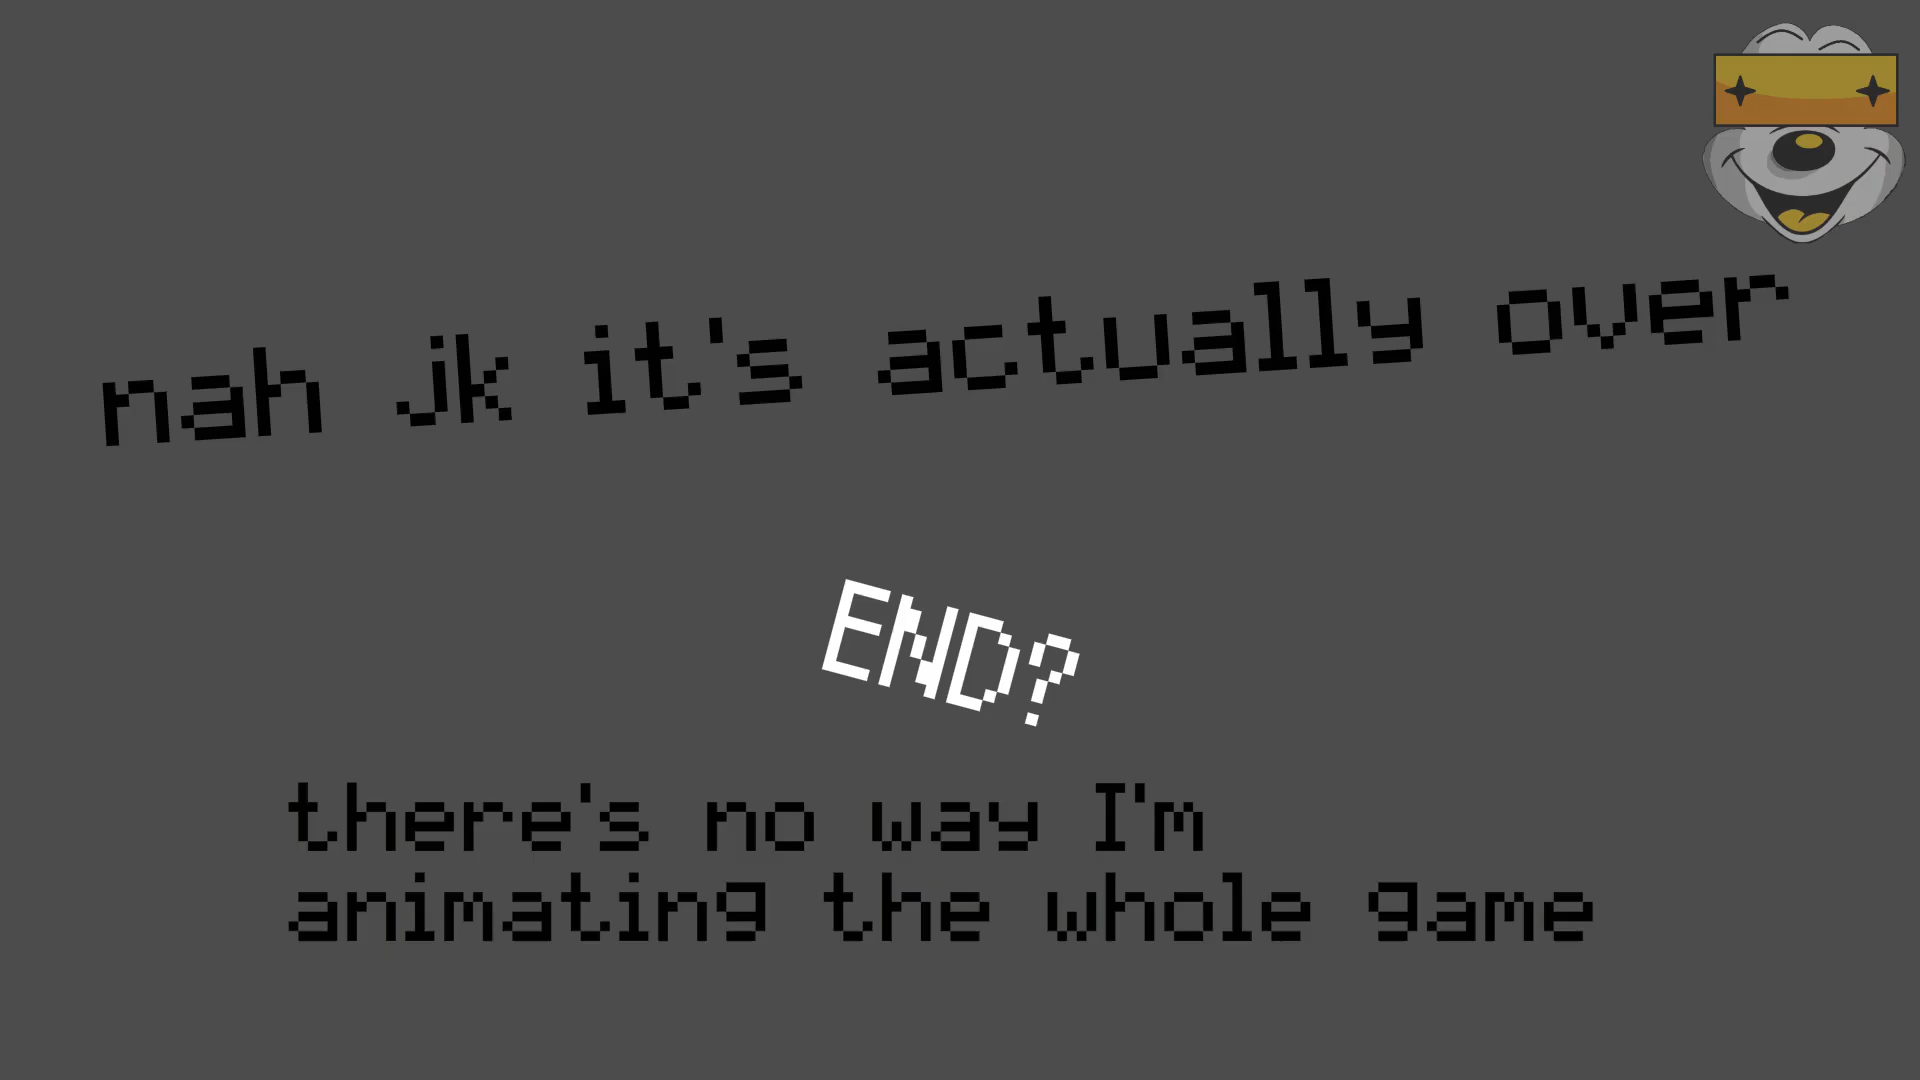 nah jk it's actually over
END?
there's no way I'm
animating the whole game